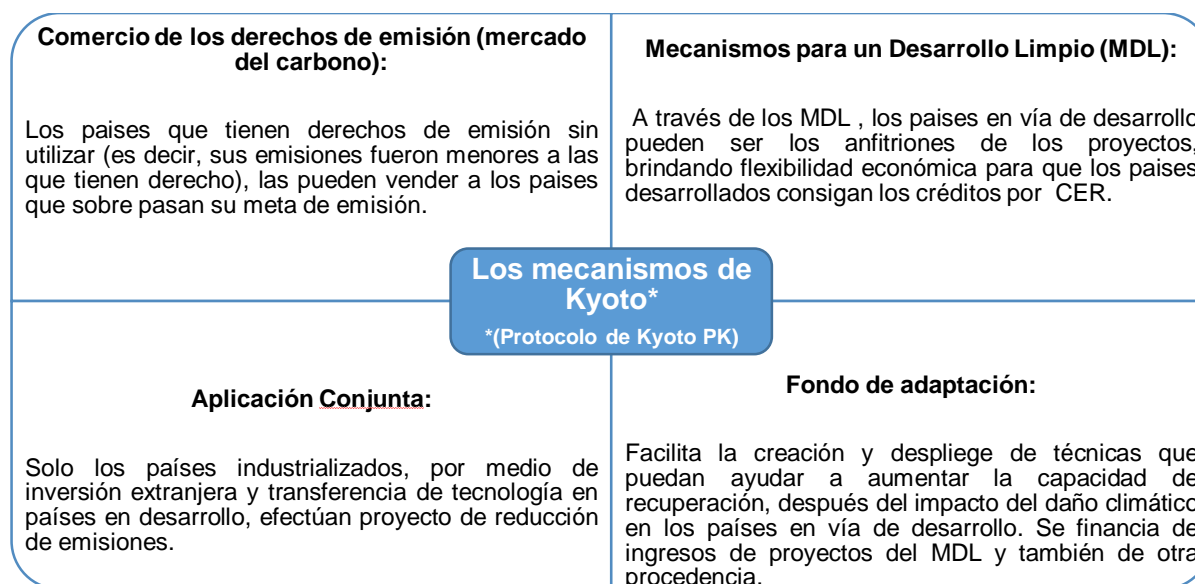 Comercio de los derechos de emisión (mercado
del carbono):
Los paises que tienen derechos de emisión sin
utilizar (es decir, sus emisiones fueron menores a las
que tienen derecho), las pueden vender a los paises
que sobre pasan su meta de emisión.
Mecanismos para un Desarrollo Limpio (MDL):
A través de los MDL , los paises en vía de desarrollo
pueden ser los anfitriones de los proyectos,
brindando flexibilidad económica para que los paises
desarrollados consigan los créditos por CER.
Los mecanismos de
Kyoto*
*(Protocolo de Kyoto PK)
Aplicación Conjunta:
Solo los países industrializados, por medio de
inversión extranjera y transferencia de tecnología en
países en desarrollo, efectúan proyecto de reducción
de emisiones.
Fondo de adaptación:
Facilita la creación y despliege de técnicas que
puedan ayudar a aumentar la capacidad de
recuperación, después del impacto del daño climático
en los países en vía de desarrollo. Se financia de
ingresos de proyectos del MDL y también de otra
procedencia.